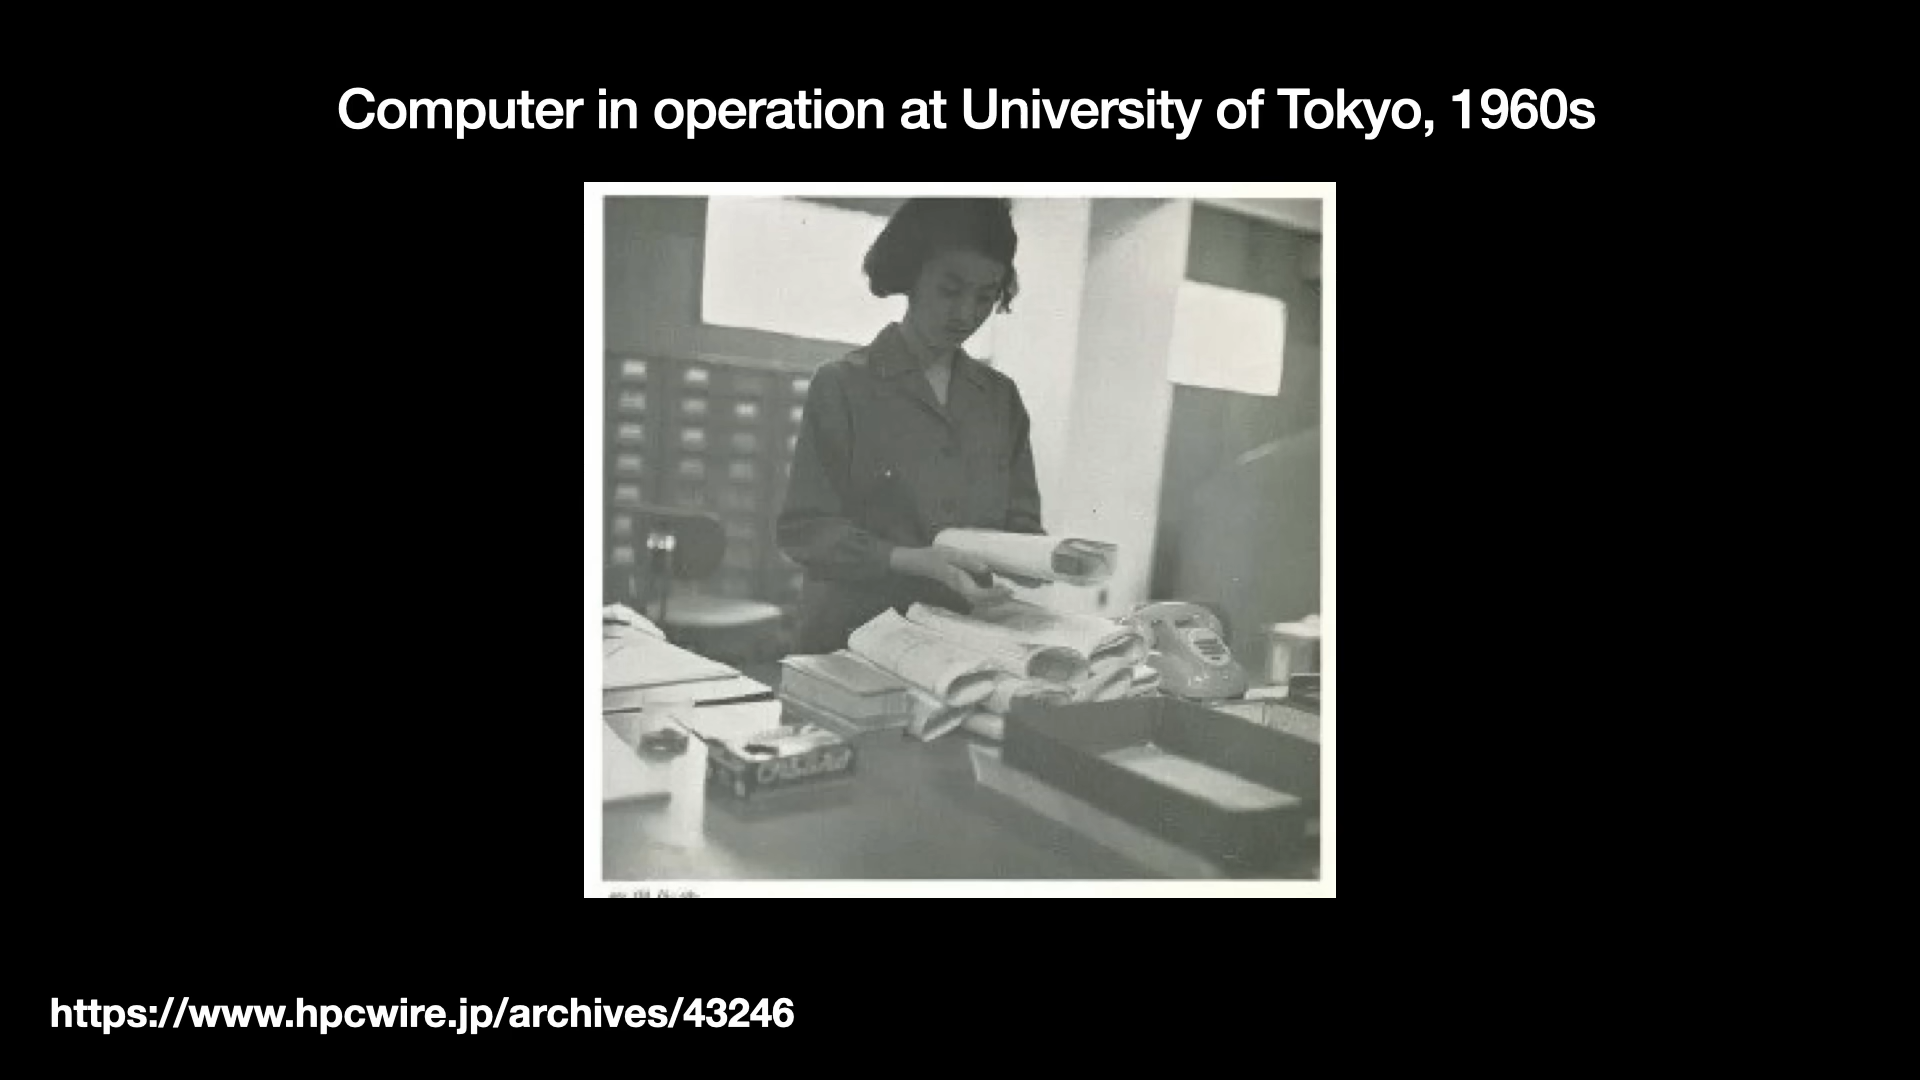 Computer in operation at University of Tokyo, 1960s
https://www.hpcwire.jp/archives/43246